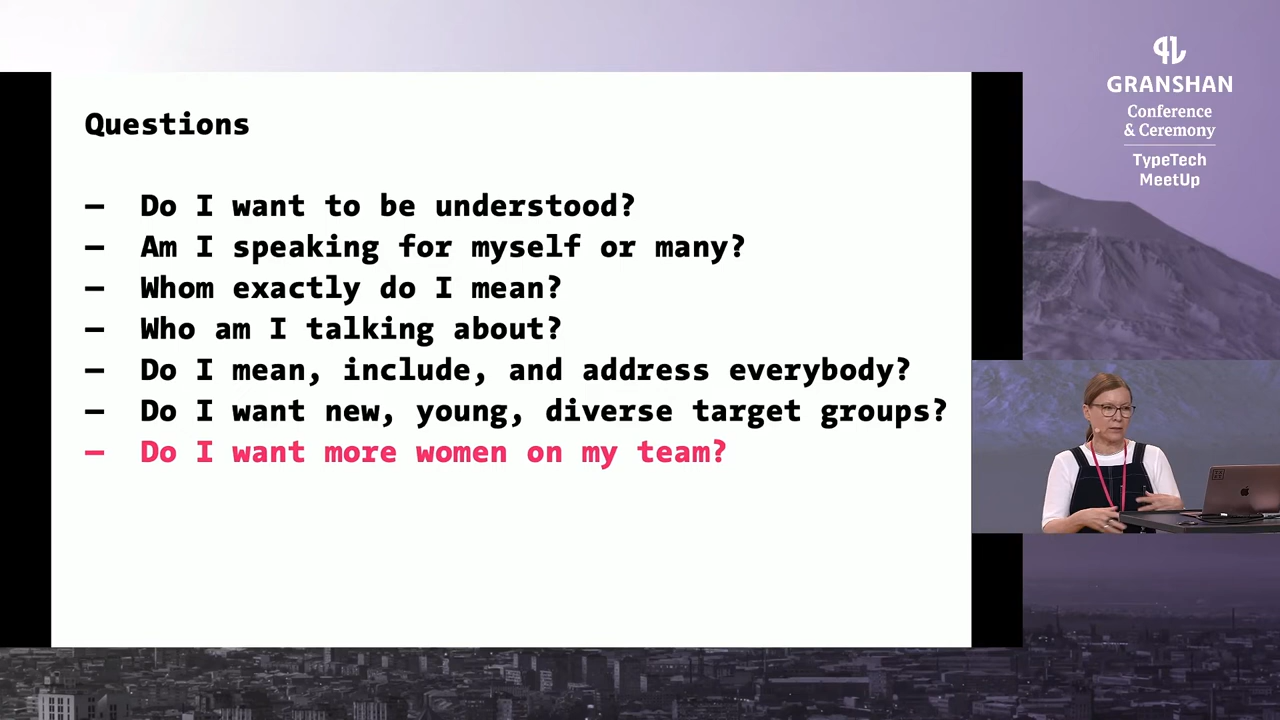 Questions
– Do I want to be understood?
– Am I speaking for myself or many?
– Whom exactly do I mean?
– Who am I talking about?
– Do I mean, include, and address everybody?
– Do I want new, young, diverse target groups?
– Do I want more women on my team?
GRANSHAN
Conference
& Ceremony
TypeTech
MeetUp